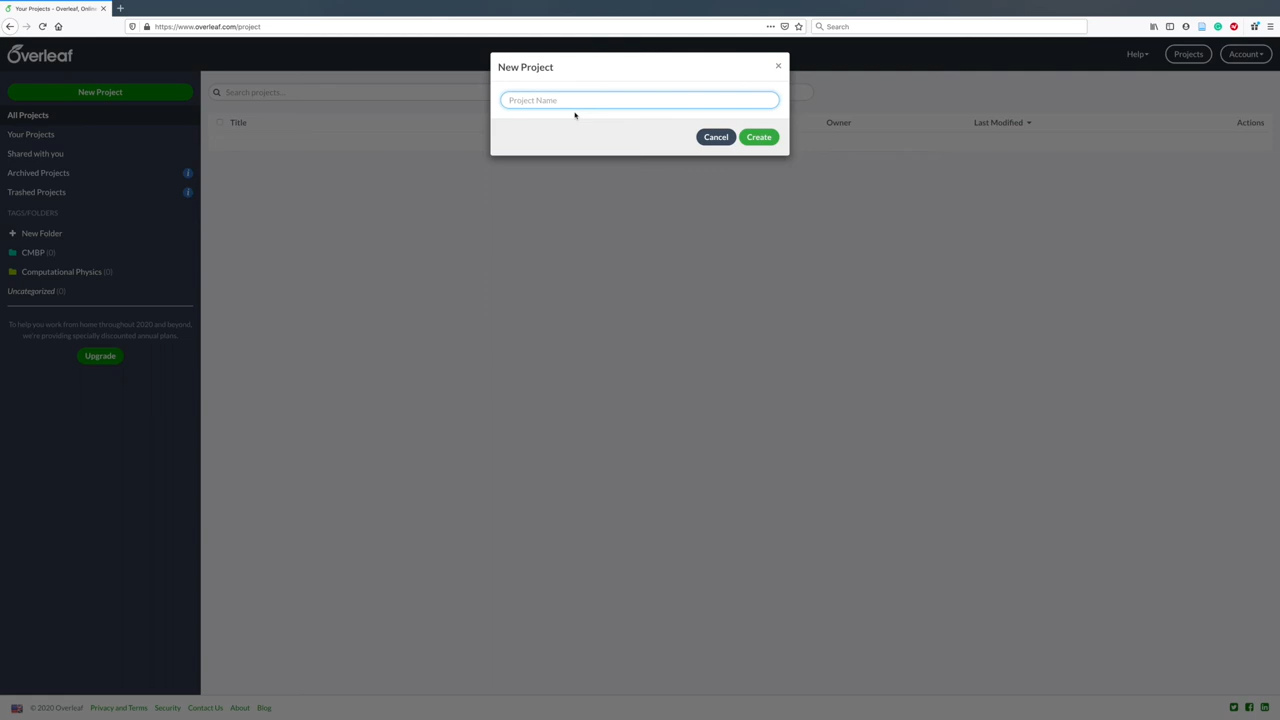 Your Projects - Overleaf, Onlin
https://www.overleaf.com/project
Search
Overleaf
Help
Projects
Account
New Project
×
Project Name
Cancel
Create
New Project
Search projects...
All Projects
Your Projects
Shared with you
Archived Projects
Trashed Projects
TAGS/FOLDERS
New Folder
CMBP (0)
Computational Physics (0)
Uncategorized (0)
To help you work from home throughout 2020 and beyond,
we're providing specially discounted annual plans.
Upgrade
Title
Owner
Last Modified
Actions
© 2020 Overleaf
Privacy and Terms
Security
Contact Us
About
Blog